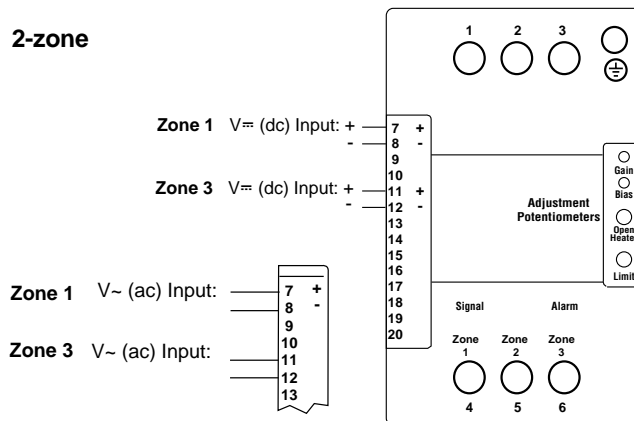 2-zone
1 2 3
Zone 1 V⎓ (dc) Input: + 7 +
- 8 -
9
10
Zone 3 V⎓ (dc) Input: + 11 +
- 12 -
13
14
15
16
17
18
19
20
Gain
Bias
Adjustment
Potentiometers
Open
Heater
Limit
Signal Alarm
Zone Zone Zone
1 2 3
4 5 6
Zone 1 V~ (ac) Input: 7 +
8 -
9
10
Zone 3 V~ (ac) Input: 11
12
13